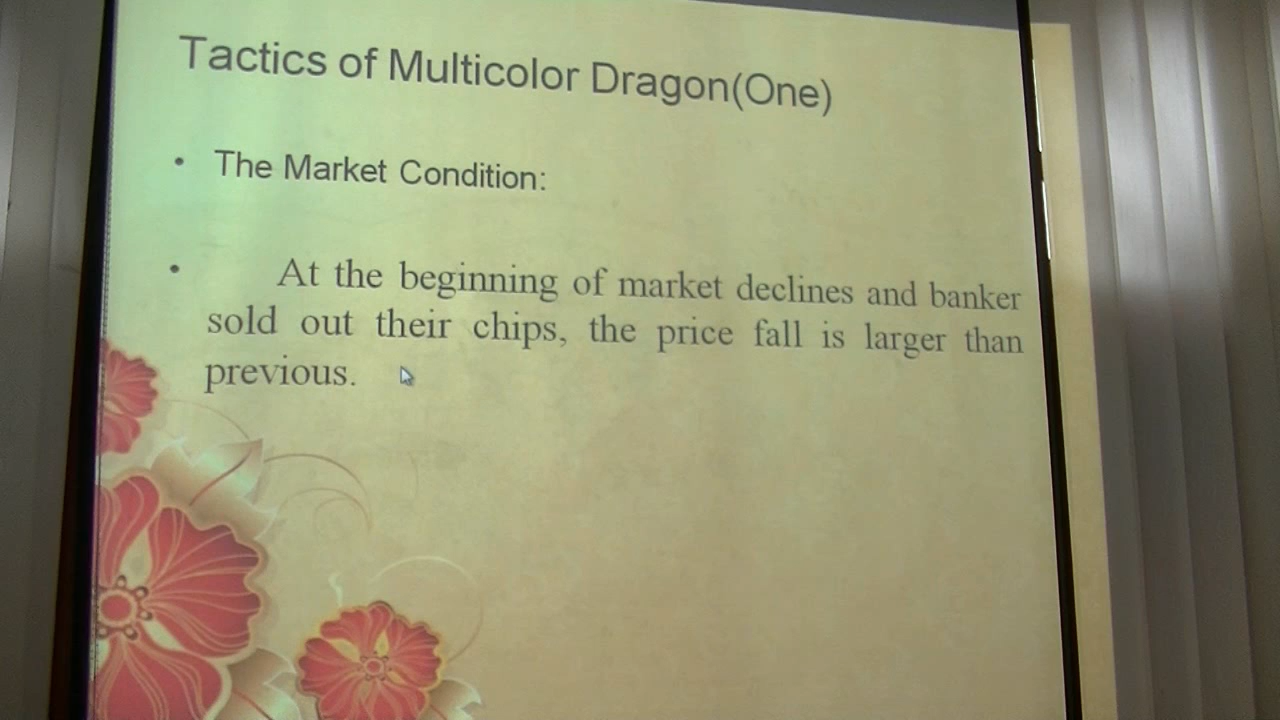 Tactics of Multicolor Dragon(One)
• The Market Condition:
• At the beginning of market declines and banker
sold out their chips, the price fall is larger than
previous.